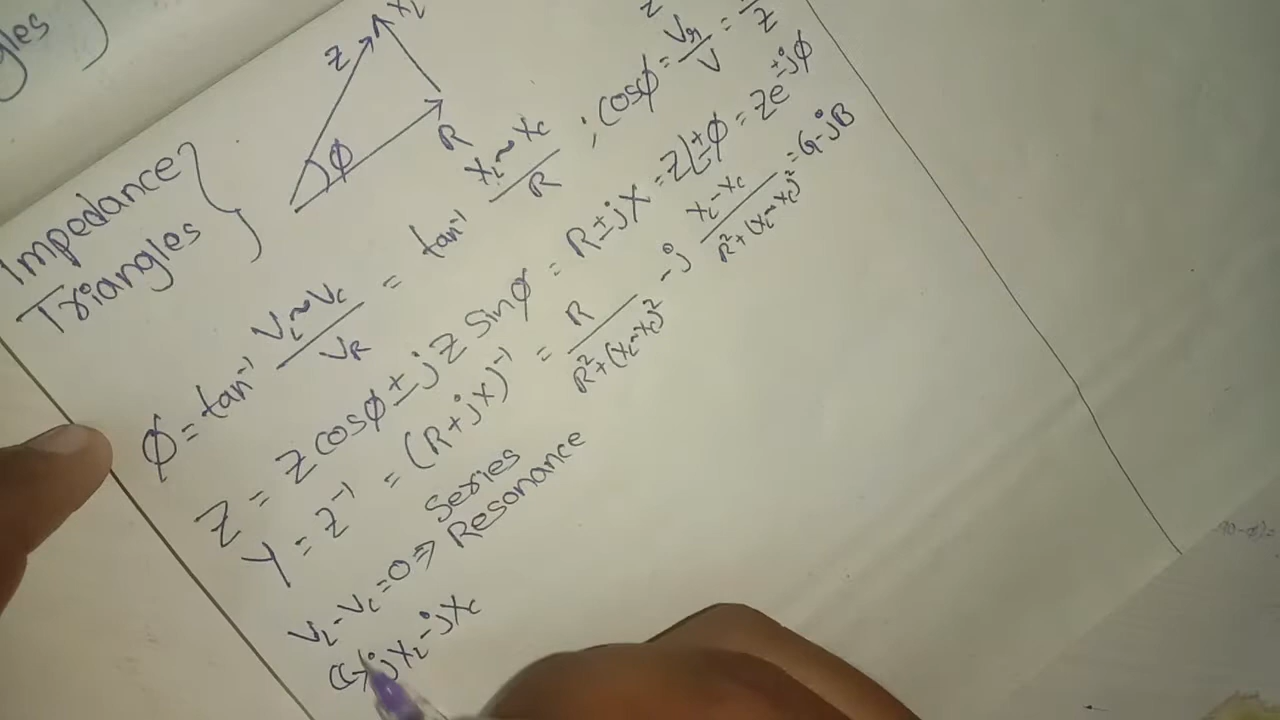 gles
Impedance
Triangles
Z
X_L
R
φ
φ = tan⁻¹ (V_L ~ V_C)/V_R = tan⁻¹ (X_L ~ X_C)/R ; cosφ = V_R/V = /Z
Z = Z cosφ ± j Z sinφ = R ± jX = Z∠±φ = Ze^±jφ
Y = Z⁻¹ = (R + jX)⁻¹ = R/(R² + (X_L ~ X_C)²) - j (X_L - X_C)/(R² + (X_L ~ X_C)²) = G - jB
V_L - V_C = 0 ⇒ Series
Resonance
jX_L - jX_C